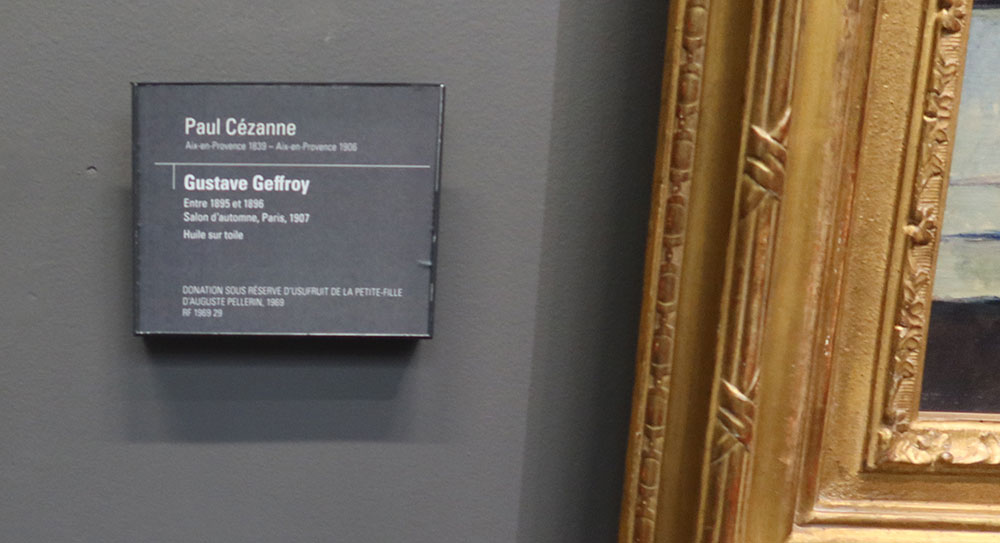 Paul Cézanne
Aix-en-Provence 1839 – Aix-en-Provence 1906
Gustave Geffroy
Entre 1895 et 1896
Salon d'automne, Paris, 1907
Huile sur toile
DONATION SOUS RÉSERVE D'USUFRUIT DE LA PETITE-FILLE
D'AUGUSTE PELLERIN, 1969
RF 1969 29